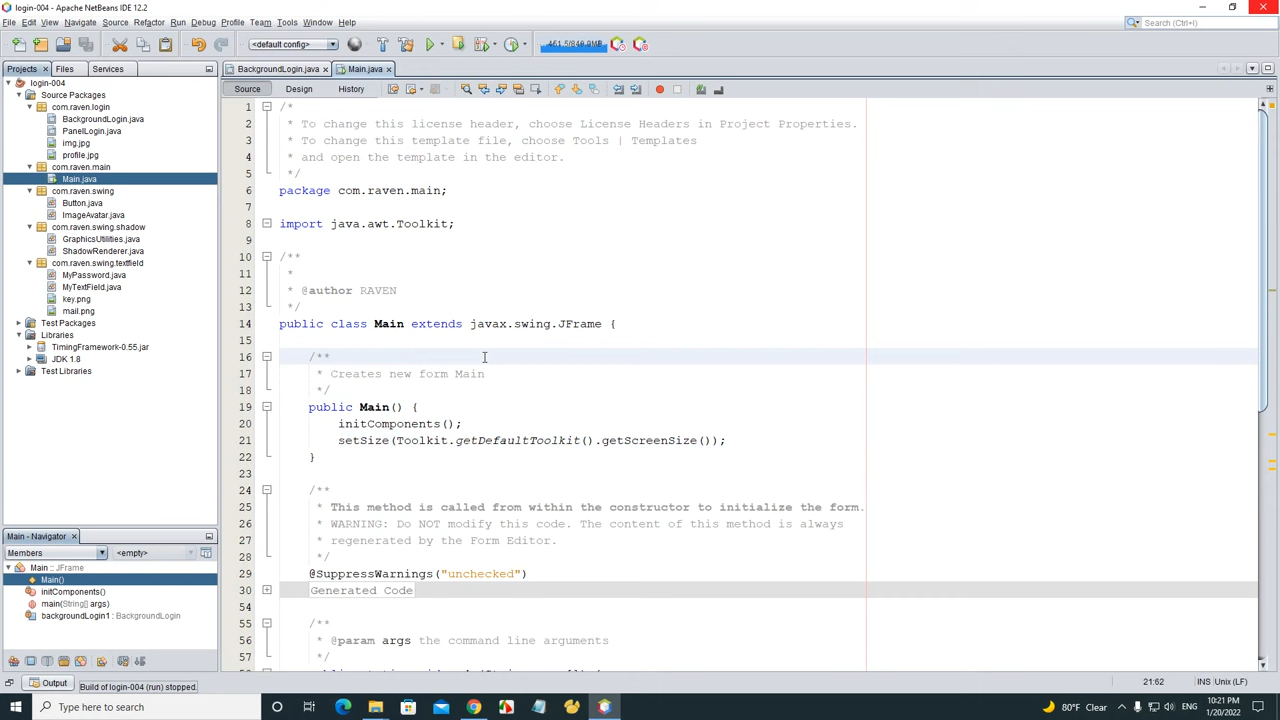 login-004 - Apache NetBeans IDE 12.2
File Edit View Navigate Source Refactor Run Debug Profile Team Tools Window Help
Search (Ctrl+I)
<default config>
461.5/848.0MB
Projects Files Services
BackgroundLogin.java Main.java
Source Design History
login-004
Source Packages
com.raven.login
BackgroundLogin.java
PanelLogin.java
img.jpg
profile.jpg
com.raven.main
Main.java
com.raven.swing
Button.java
ImageAvatar.java
com.raven.swing.shadow
GraphicsUtilities.java
ShadowRenderer.java
com.raven.swing.textfield
MyPassword.java
MyTextField.java
key.png
mail.png
Test Packages
Libraries
TimingFramework-0.55.jar
JDK 1.8
Test Libraries
1 /*
2 * To change this license header, choose License Headers in Project Properties.
3 * To change this template file, choose Tools | Templates
4 * and open the template in the editor.
5 */
6 package com.raven.main;
7
8 import java.awt.Toolkit;
9
10 /**
11 *
12 * @author RAVEN
13 */
14 public class Main extends javax.swing.JFrame {
15
16 /**
17 * Creates new form Main
18 */
19 public Main() {
20 initComponents();
21 setSize(Toolkit.getDefaultToolkit().getScreenSize());
22 }
23
24 /**
25 * This method is called from within the constructor to initialize the form.
26 * WARNING: Do NOT modify this code. The content of this method is always
27 * regenerated by the Form Editor.
28 */
29 @SuppressWarnings("unchecked")
30 Generated Code
54
55 /**
56 * @param args the command line arguments
57 */
Main - Navigator
Members <empty>
Main :: JFrame
Main()
initComponents()
main(String[] args)
backgroundLogin1 : BackgroundLogin
Output
Build of login-004 (run) stopped.
21:62 INS Unix (LF)
Type here to search
80°F Clear
ENG
10:21 PM
1/20/2022